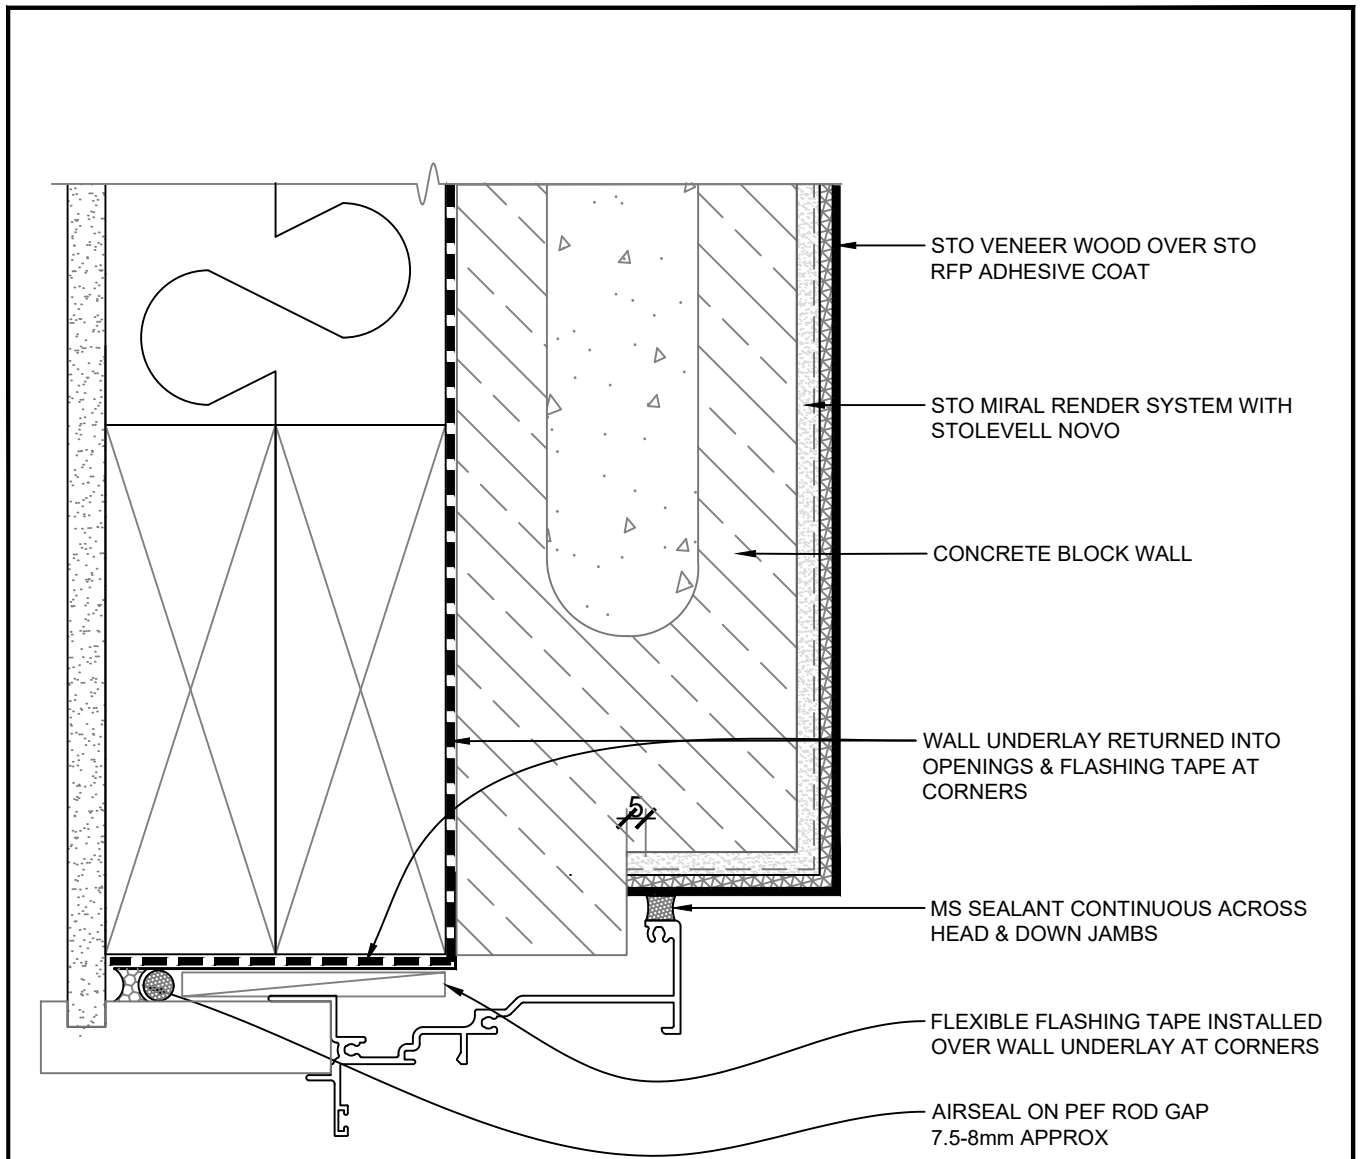 STO VENEER WOOD OVER STO
RFP ADHESIVE COAT
STO MIRAL RENDER SYSTEM WITH
STOLEVELL NOVO
CONCRETE BLOCK WALL
WALL UNDERLAY RETURNED INTO
OPENINGS & FLASHING TAPE AT
CORNERS
5
MS SEALANT CONTINUOUS ACROSS
HEAD & DOWN JAMBS
FLEXIBLE FLASHING TAPE INSTALLED
OVER WALL UNDERLAY AT CORNERS
AIRSEAL ON PEF ROD GAP
7.5-8mm APPROX